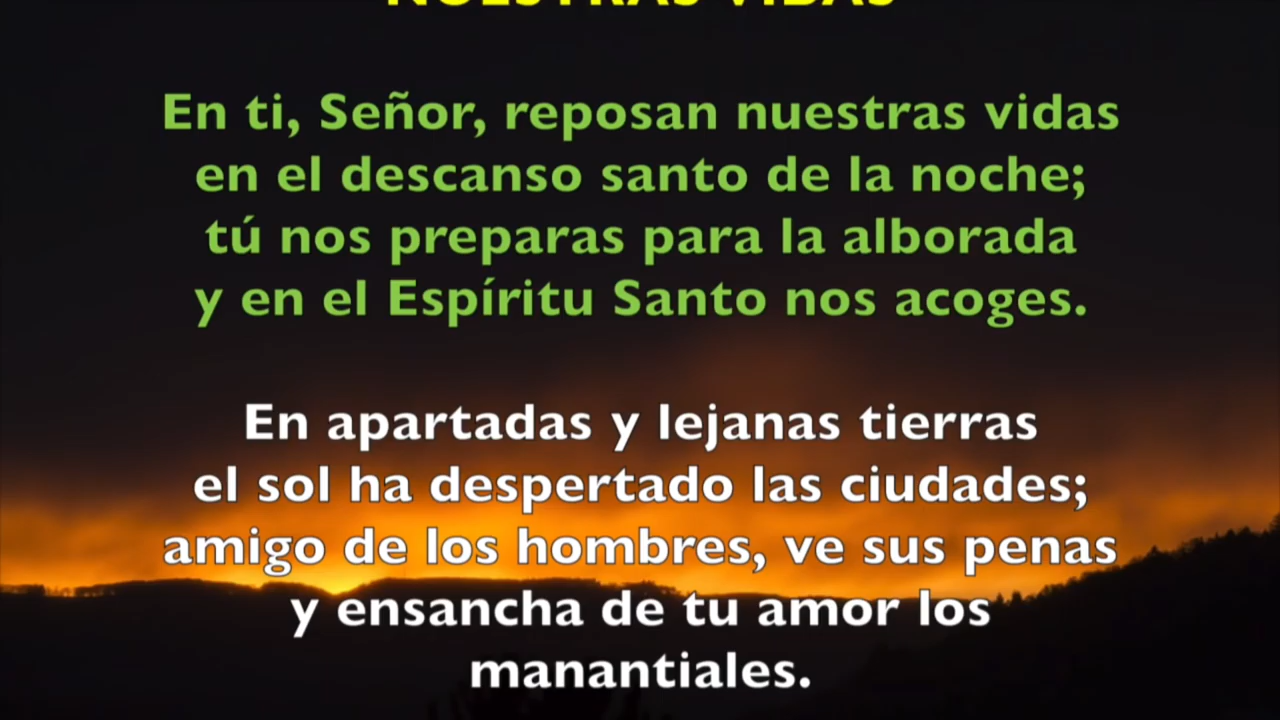 NUESTRAS VIDAS
En ti, Señor, reposan nuestras vidas
en el descanso santo de la noche;
tú nos preparas para la alborada
y en el Espíritu Santo nos acoges.
En apartadas y lejanas tierras
el sol ha despertado las ciudades;
amigo de los hombres, ve sus penas
y ensancha de tu amor los
manantiales.